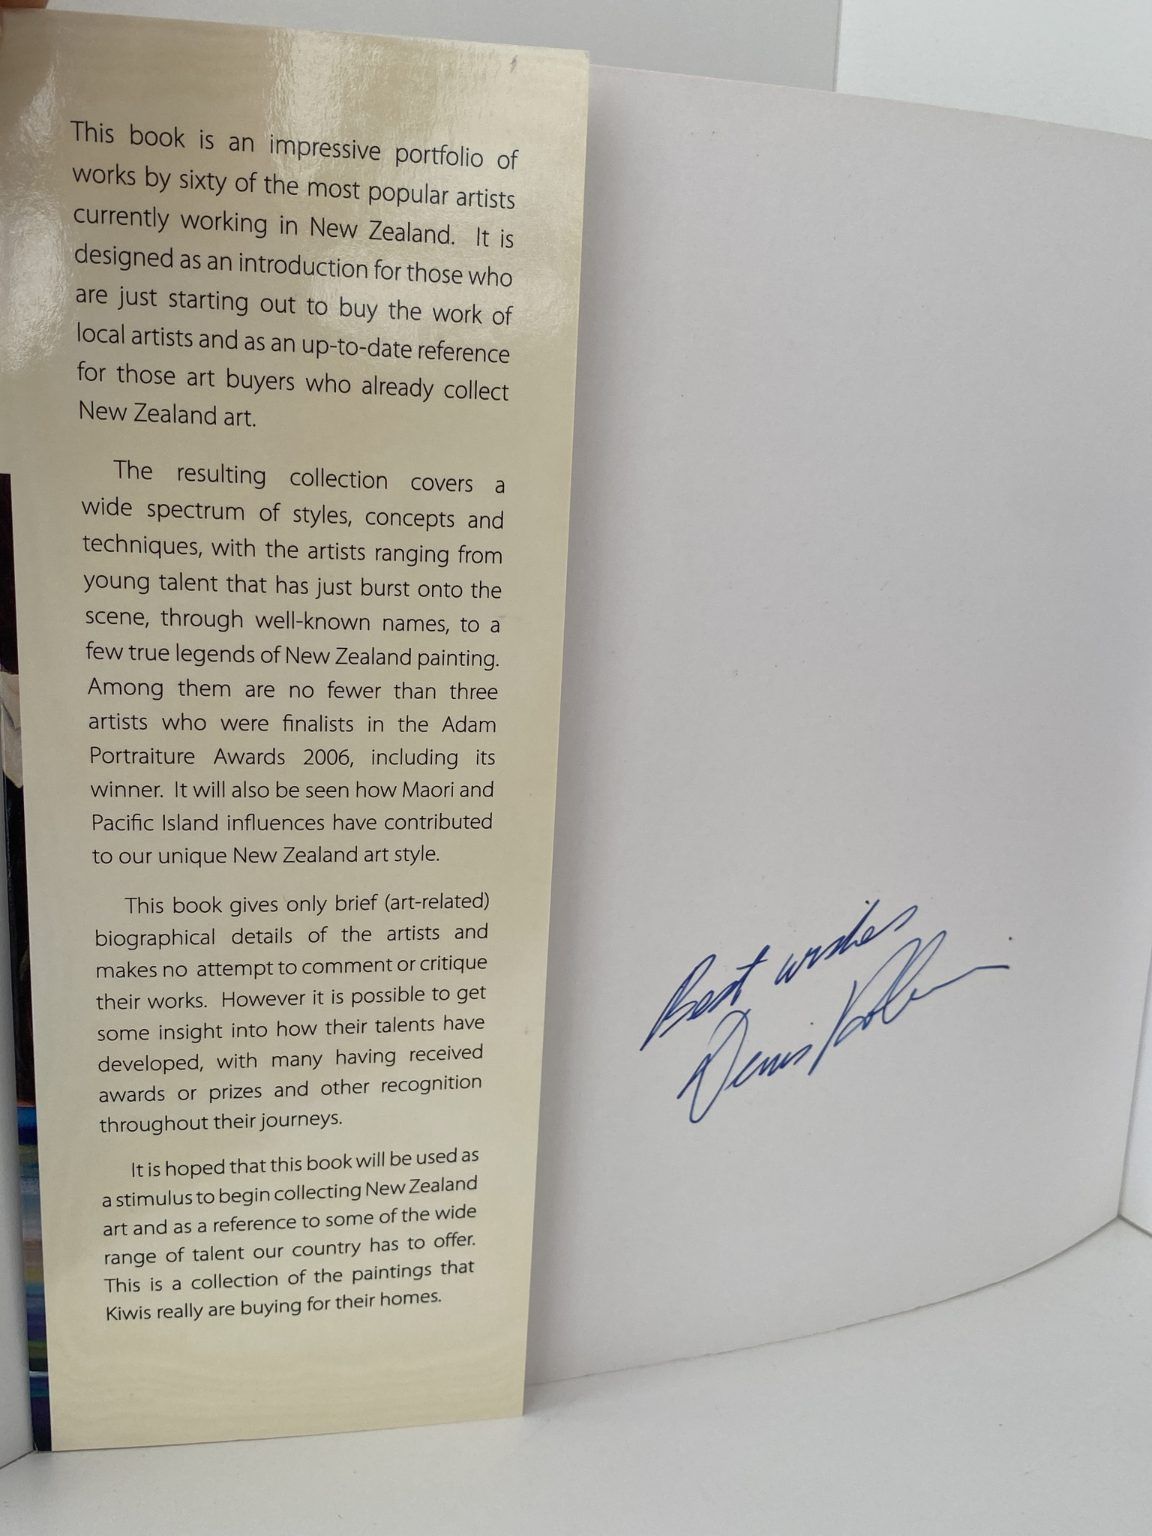 This book is an impressive portfolio of
works by sixty of the most popular artists
currently working in New Zealand. It is
designed as an introduction for those who
are just starting out to buy the work of
local artists and as an up-to-date reference
for those art buyers who already collect
New Zealand art.
The resulting collection covers a
wide spectrum of styles, concepts and
techniques, with the artists ranging from
young talent that has just burst onto the
scene, through well-known names, to a
few true legends of New Zealand painting.
Among them are no fewer than three
artists who were finalists in the Adam
Portraiture Awards 2006, including its
winner. It will also be seen how Maori and
Pacific Island influences have contributed
to our unique New Zealand art style.
This book gives only brief (art-related)
biographical details of the artists and
makes no attempt to comment or critique
their works. However it is possible to get
some insight into how their talents have
developed, with many having received
awards or prizes and other recognition
throughout their journeys.
It is hoped that this book will be used as
a stimulus to begin collecting New Zealand
art and as a reference to some of the wide
range of talent our country has to offer.
This is a collection of the paintings that
Kiwis really are buying for their homes.
Best wishes
Denis